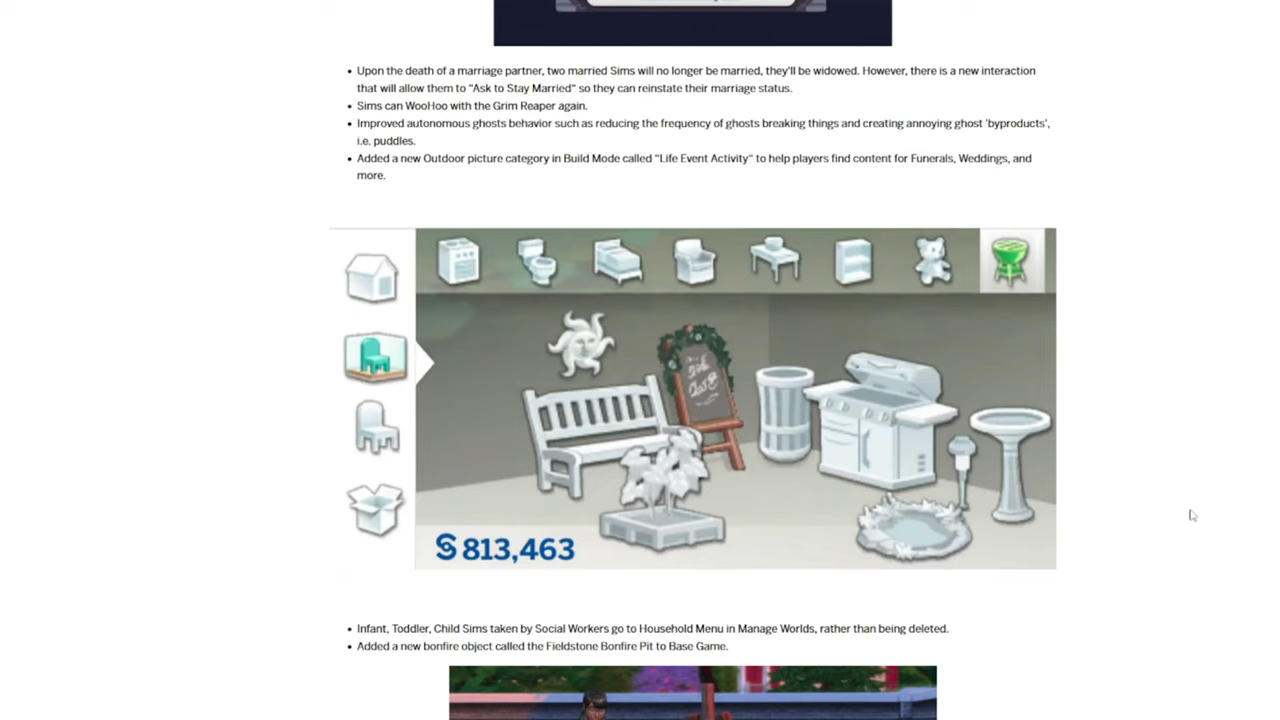 • Upon the death of a marriage partner, two married Sims will no longer be married, they'll be widowed. However, there is a new interaction
that will allow them to "Ask to Stay Married" so they can reinstate their marriage status.
• Sims can WooHoo with the Grim Reaper again.
• Improved autonomous ghosts behavior such as reducing the frequency of ghosts breaking things and creating annoying ghost 'byproducts',
i.e. puddles.
• Added a new Outdoor picture category in Build Mode called "Life Event Activity" to help players find content for Funerals, Weddings, and
more.
§ 813,463
• Infant, Toddler, Child Sims taken by Social Workers go to Household Menu in Manage Worlds, rather than being deleted.
• Added a new bonfire object called the Fieldstone Bonfire Pit to Base Game.